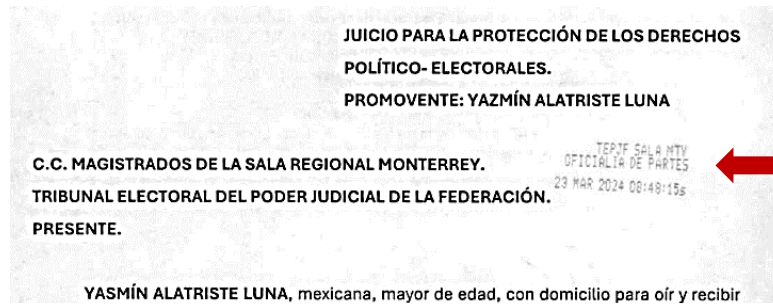 JUICIO PARA LA PROTECCIÓN DE LOS DERECHOS
POLÍTICO- ELECTORALES.
PROMOVENTE: YAZMÍN ALATRISTE LUNA
TEPJF SALA MTY
OFICIALIA DE PARTES
23 MAR 2024 08:48:15s
C.C. MAGISTRADOS DE LA SALA REGIONAL MONTERREY.
TRIBUNAL ELECTORAL DEL PODER JUDICIAL DE LA FEDERACIÓN.
PRESENTE.
YASMÍN ALATRISTE LUNA, mexicana, mayor de edad, con domicilio para oír y recibir